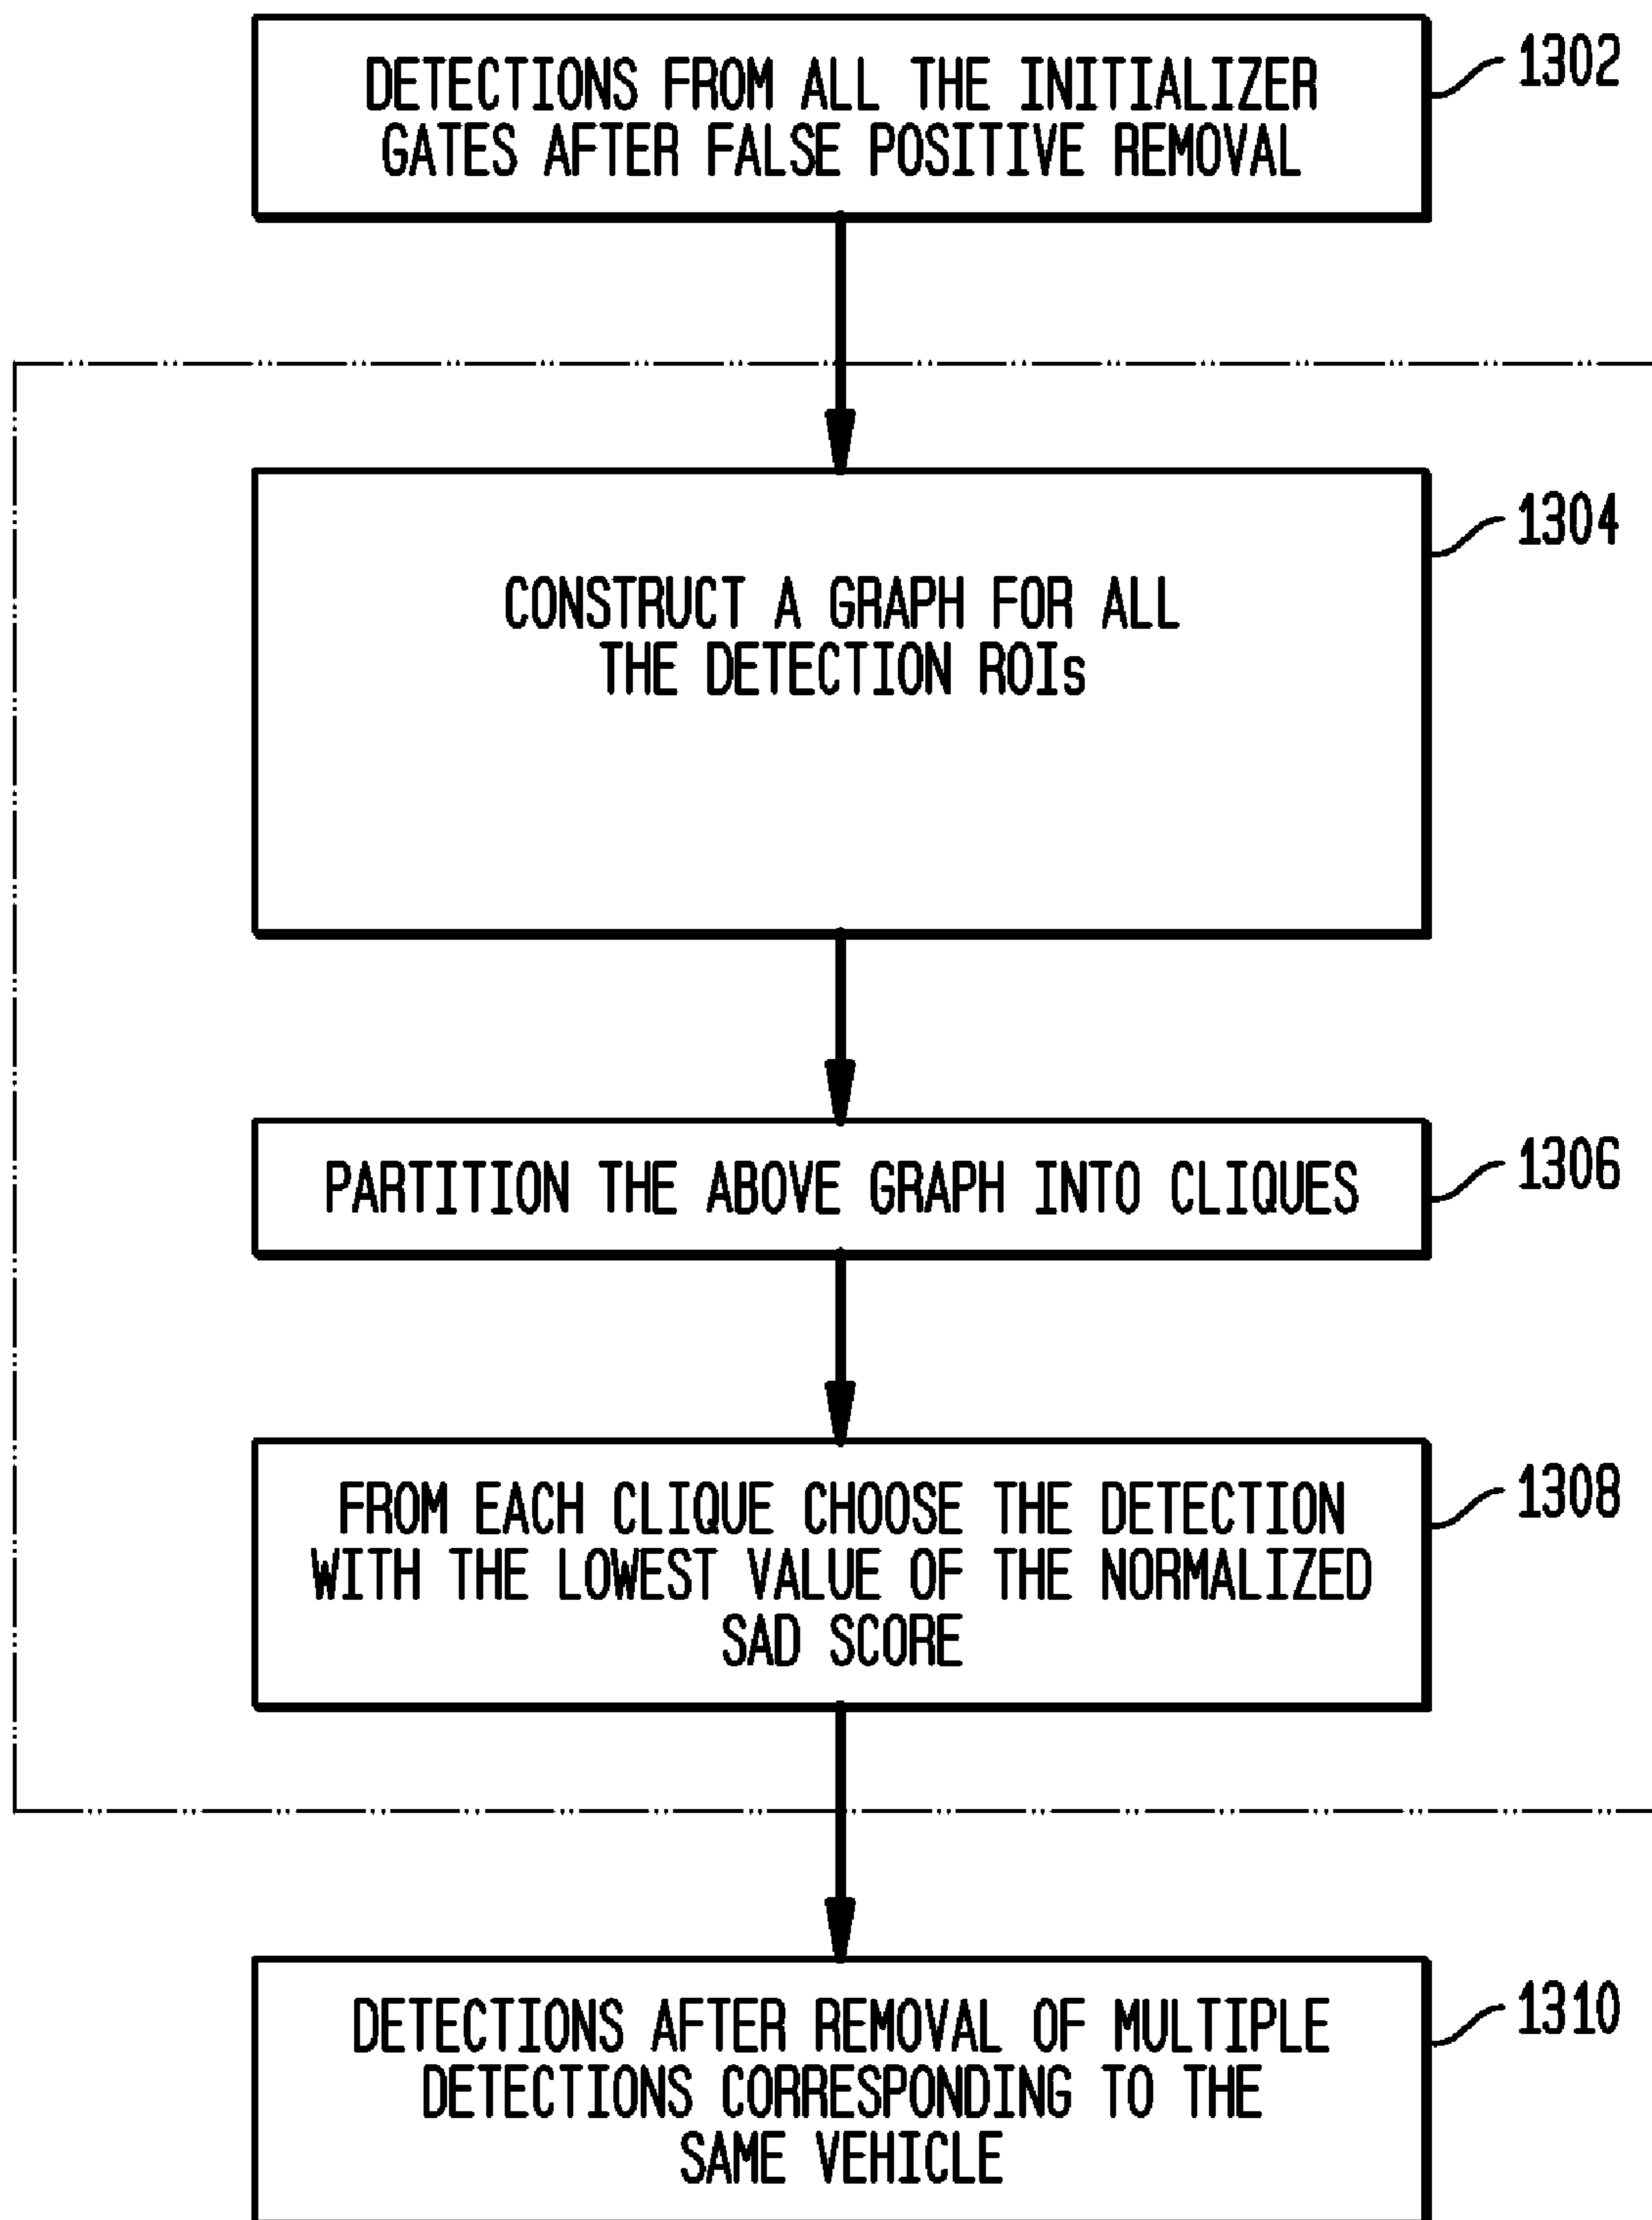 DETECTIONS FROM ALL THE INITIALIZER
GATES AFTER FALSE POSITIVE REMOVAL
1302
CONSTRUCT A GRAPH FOR ALL
THE DETECTION ROIs
1304
PARTITION THE ABOVE GRAPH INTO CLIQUES
1306
FROM EACH CLIQUE CHOOSE THE DETECTION
WITH THE LOWEST VALUE OF THE NORMALIZED
SAD SCORE
1308
DETECTIONS AFTER REMOVAL OF MULTIPLE
DETECTIONS CORRESPONDING TO THE
SAME VEHICLE
1310